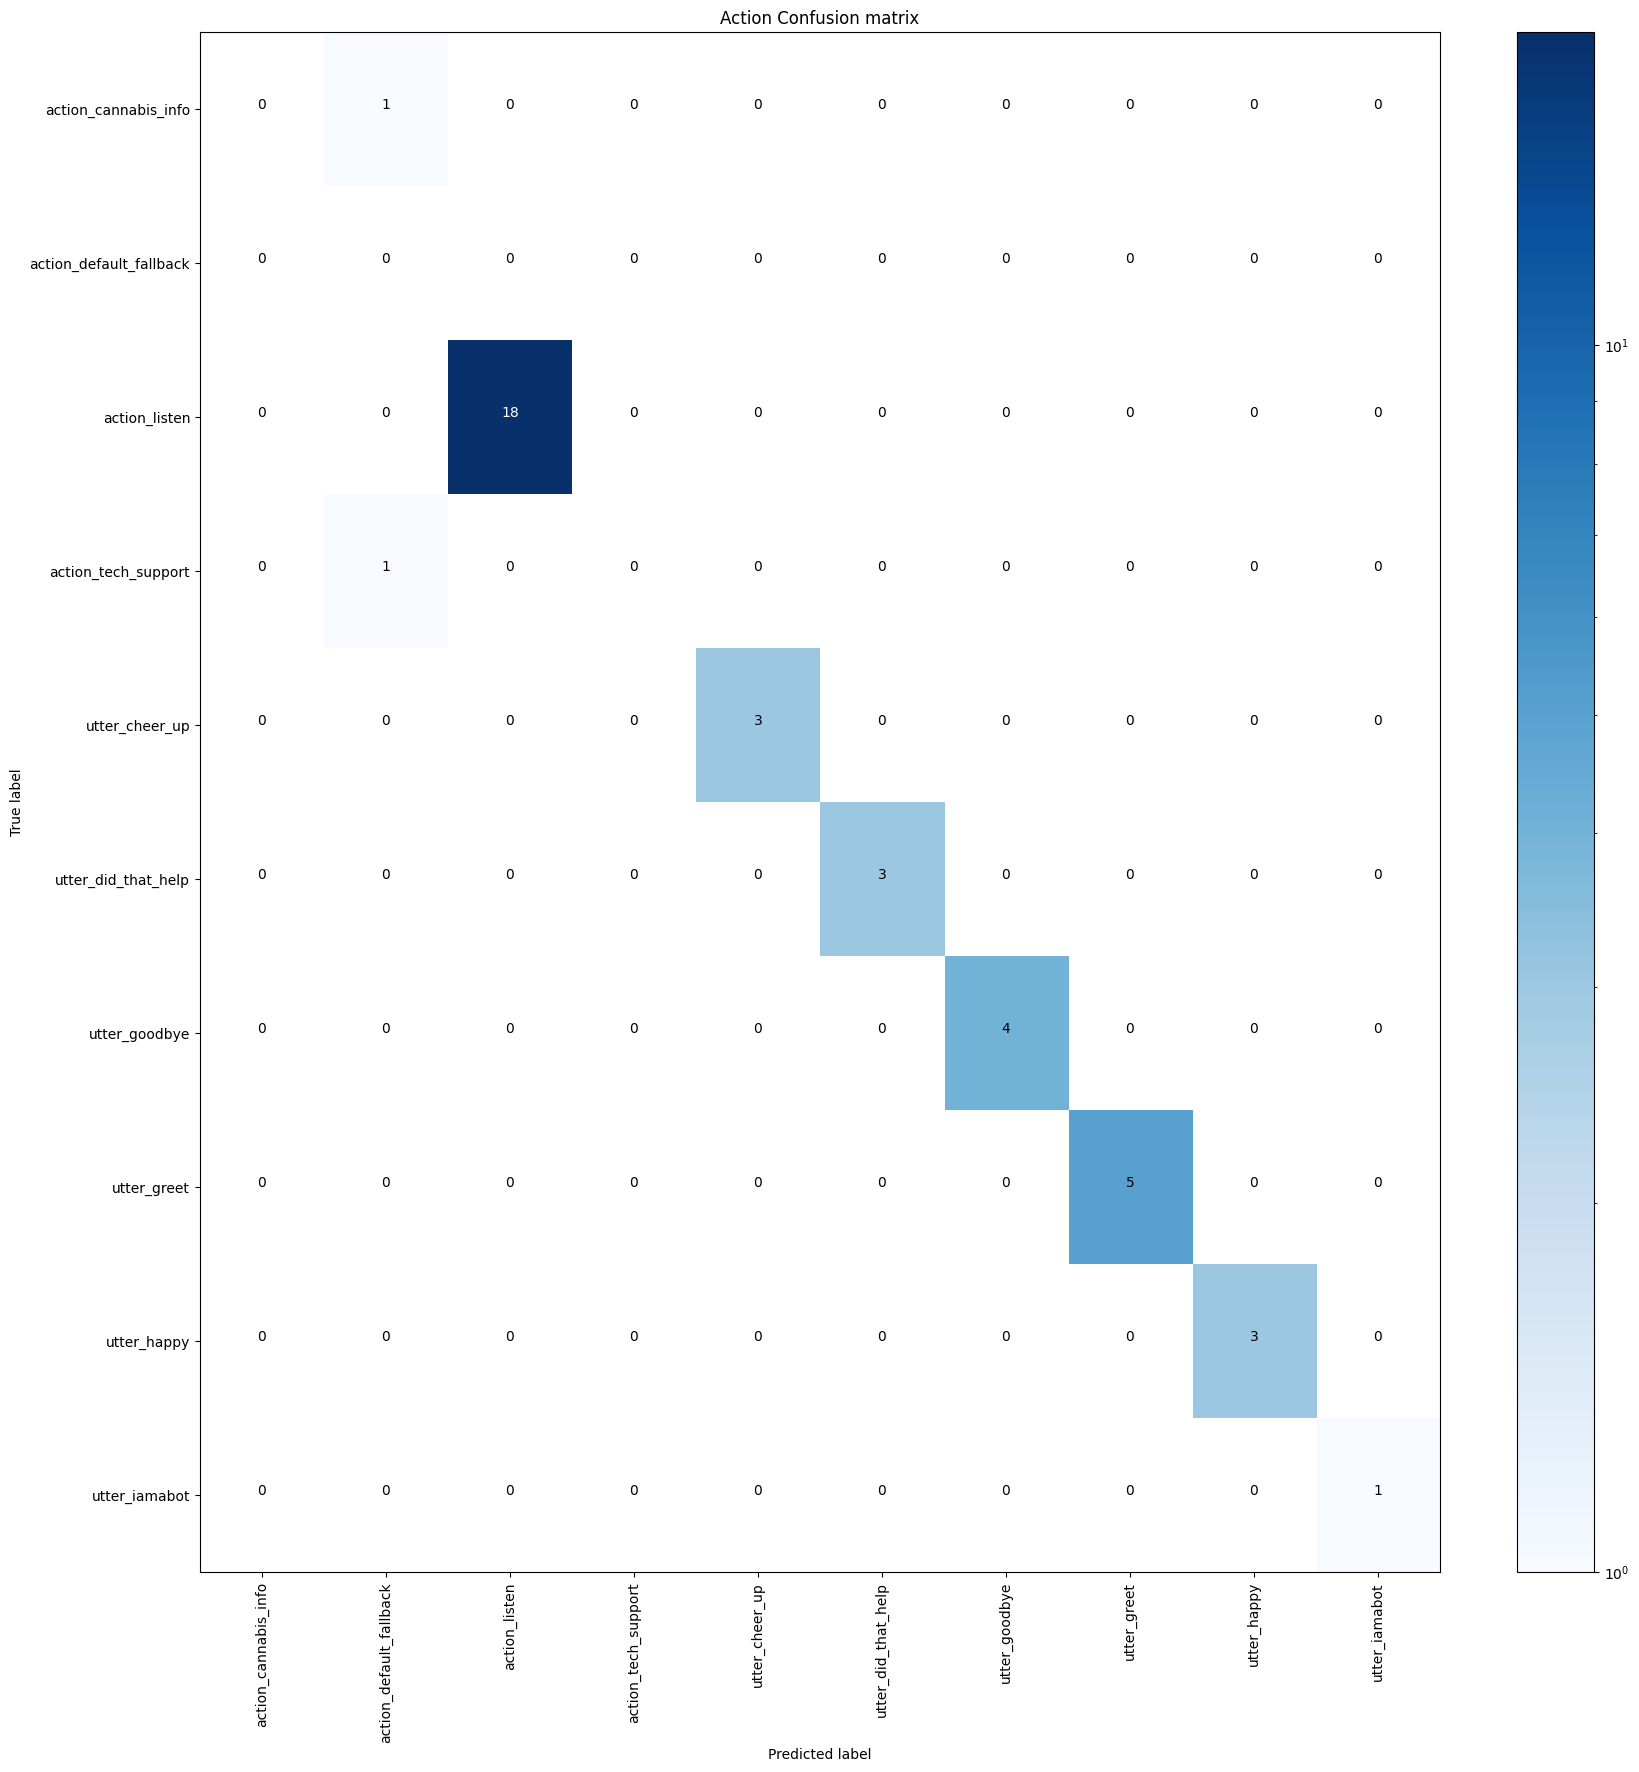 Action Confusion matrix
action_cannabis_info 0 1 0 0 0 0 0 0 0 0
action_default_fallback 0 0 0 0 0 0 0 0 0 0
action_listen 0 0 18 0 0 0 0 0 0 0
action_tech_support 0 1 0 0 0 0 0 0 0 0
utter_cheer_up 0 0 0 0 3 0 0 0 0 0
utter_did_that_help 0 0 0 0 0 3 0 0 0 0
utter_goodbye 0 0 0 0 0 0 4 0 0 0
utter_greet 0 0 0 0 0 0 0 5 0 0
utter_happy 0 0 0 0 0 0 0 0 3 0
utter_iamabot 0 0 0 0 0 0 0 0 0 1
True label
action_cannabis_info
action_default_fallback
action_listen
action_tech_support
utter_cheer_up
utter_did_that_help
utter_goodbye
utter_greet
utter_happy
utter_iamabot
Predicted label
10¹
10⁰